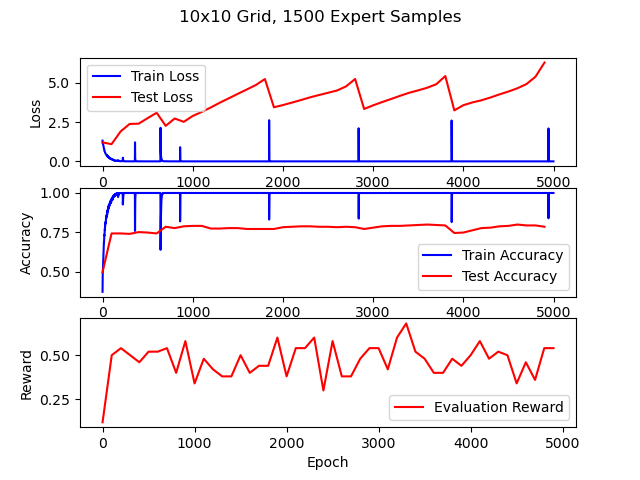 10x10 Grid, 1500 Expert Samples
Loss
5.0
2.5
0.0
Train Loss
Test Loss
0 1000 2000 3000 4000 5000
Accuracy
1.00
0.75
0.50
Train Accuracy
Test Accuracy
0 1000 2000 3000 4000 5000
Reward
0.50
0.25
Evaluation Reward
0 1000 2000 3000 4000 5000
Epoch